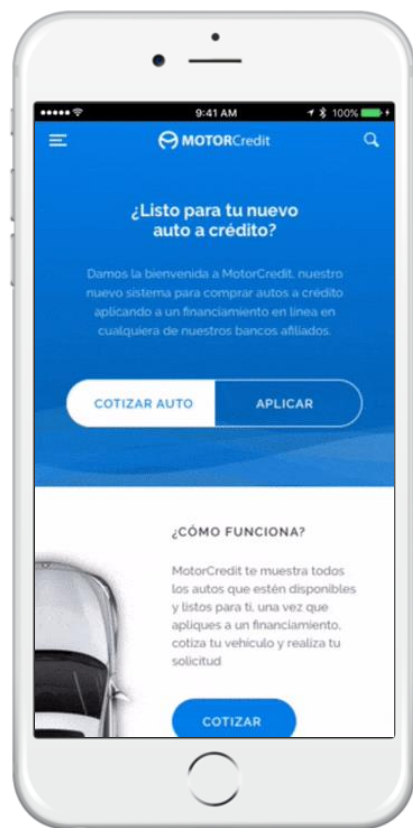 9:41 AM
100%
MOTORCredit
¿Listo para tu nuevo
auto a crédito?
Damos la bienvenida a MotorCredit, nuestro
nuevo sistema para comprar autos a crédito
aplicando a un financiamiento en línea en
cualquiera de nuestros bancos afiliados.
COTIZAR AUTO
APLICAR
¿CÓMO FUNCIONA?
MotorCredit te muestra todos
los autos que estén disponibles
y listos para ti, una vez que
apliques a un financiamiento,
cotiza tu vehículo y realiza tu
solicitud
COTIZAR